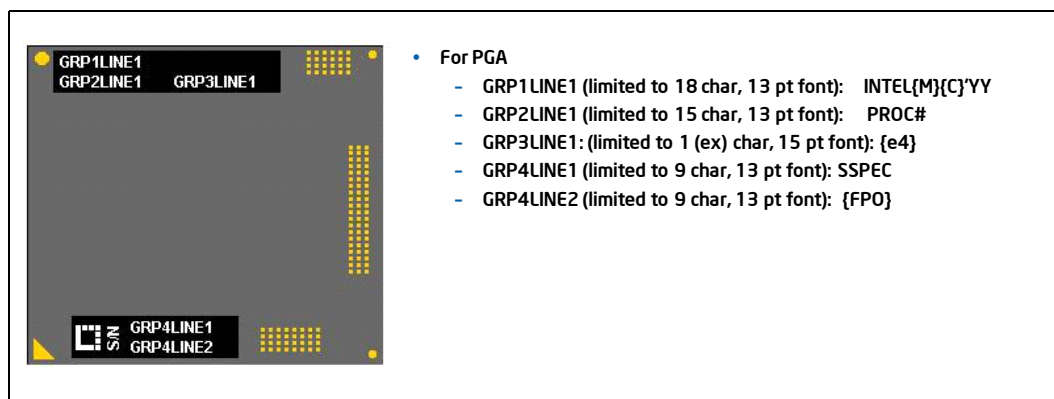 GRP1LINE1
GRP2LINE1 GRP3LINE1
S/N
GRP4LINE1
GRP4LINE2
• For PGA
– GRP1LINE1 (limited to 18 char, 13 pt font): INTEL{M}{C}'YY
– GRP2LINE1 (limited to 15 char, 13 pt font): PROC#
– GRP3LINE1: (limited to 1 (ex) char, 15 pt font): {e4}
– GRP4LINE1 (limited to 9 char, 13 pt font): SSPEC
– GRP4LINE2 (limited to 9 char, 13 pt font): {FPO}